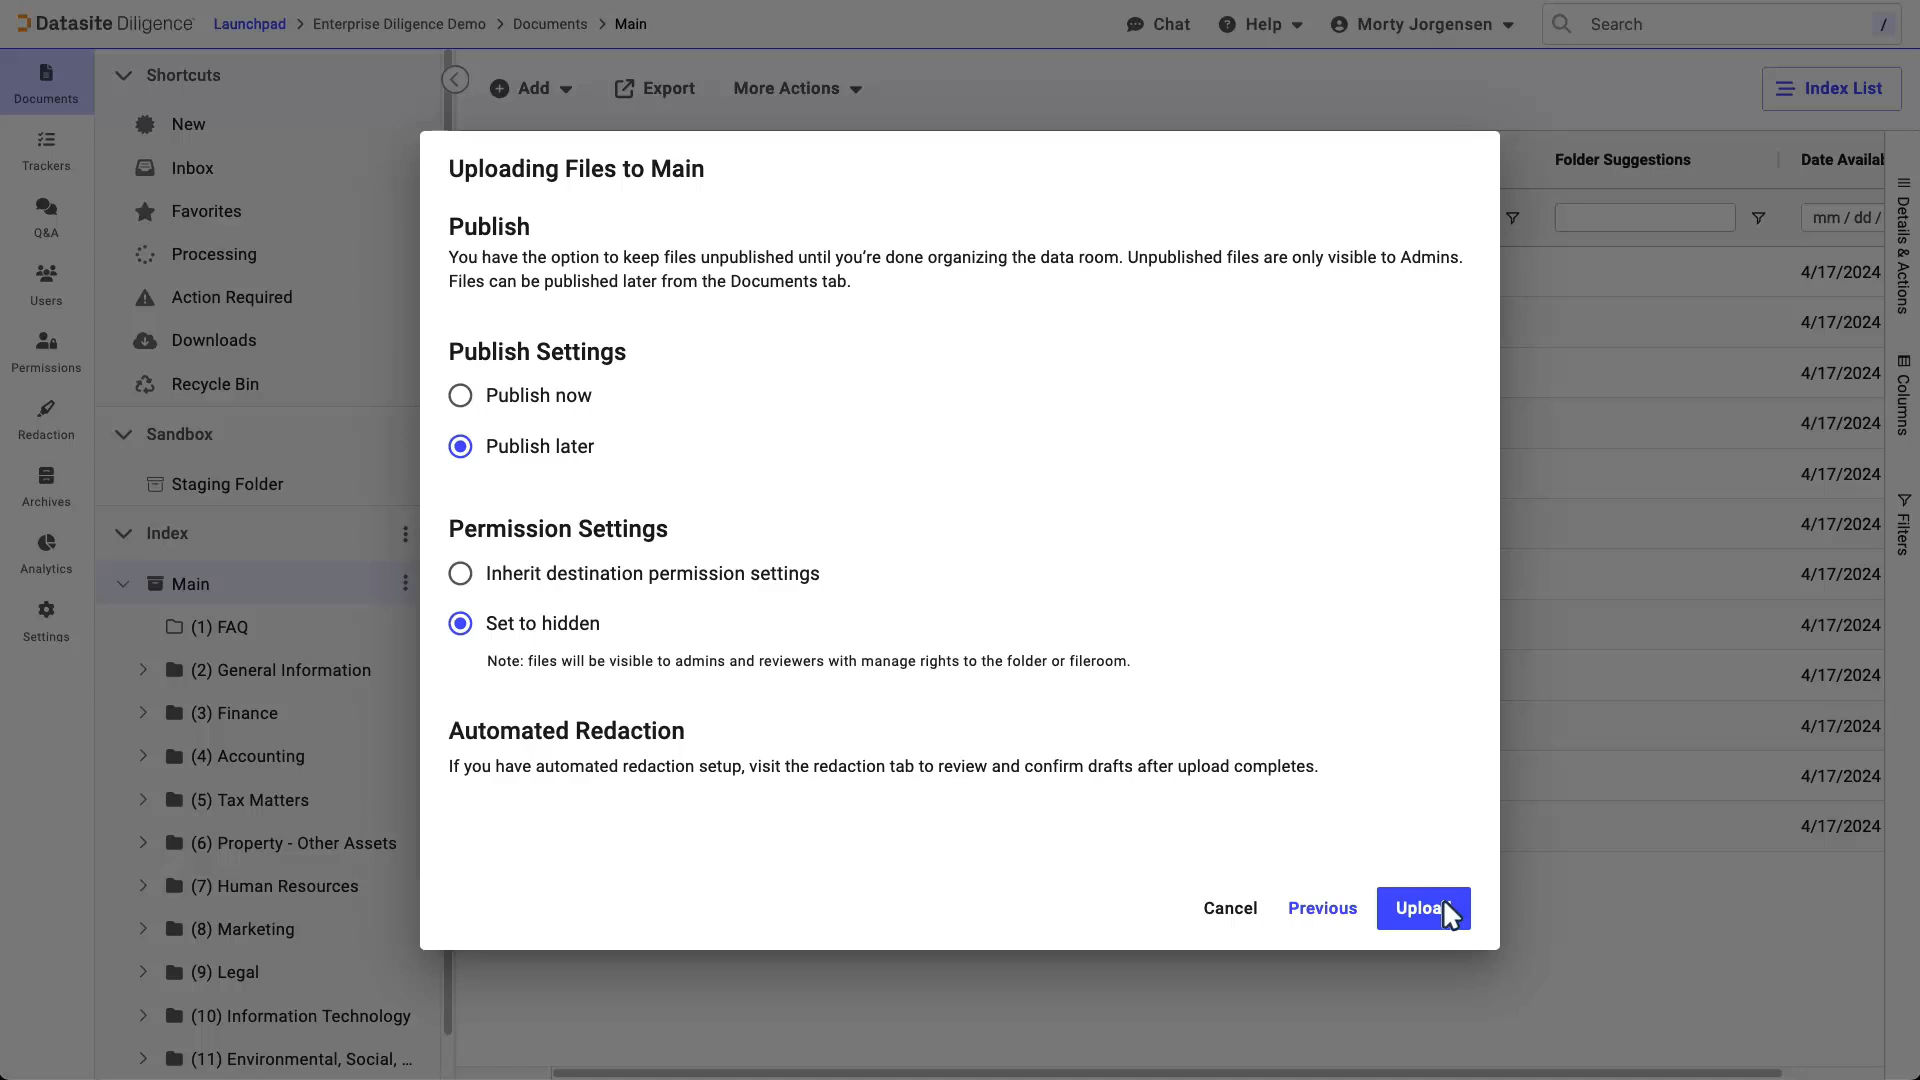 Datasite Diligence
Launchpad > Enterprise Diligence Demo > Documents > Main
Chat
Help
Morty Jorgensen
Search
/
Documents
Trackers
Q&A
Users
Permissions
Redaction
Archives
Analytics
Settings
Shortcuts
New
Inbox
Favorites
Processing
Action Required
Downloads
Recycle Bin
Sandbox
Staging Folder
Index
Main
(1) FAQ
(2) General Information
(3) Finance
(4) Accounting
(5) Tax Matters
(6) Property - Other Assets
(7) Human Resources
(8) Marketing
(9) Legal
(10) Information Technology
(11) Environmental, Social, ...
Add
Export
More Actions
Index List
Uploading Files to Main
Publish
You have the option to keep files unpublished until you're done organizing the data room. Unpublished files are only visible to Admins.
Files can be published later from the Documents tab.
Publish Settings
Publish now
Publish later
Permission Settings
Inherit destination permission settings
Set to hidden
Note: files will be visible to admins and reviewers with manage rights to the folder or fileroom.
Automated Redaction
If you have automated redaction setup, visit the redaction tab to review and confirm drafts after upload completes.
Cancel
Previous
Folder Suggestions
mm / dd /
4/17/2024
4/17/2024
4/17/2024
4/17/2024
4/17/2024
4/17/2024
4/17/2024
4/17/2024
4/17/2024
4/17/2024
4/17/2024
4/17/2024
Details & Actions
Columns
Filters